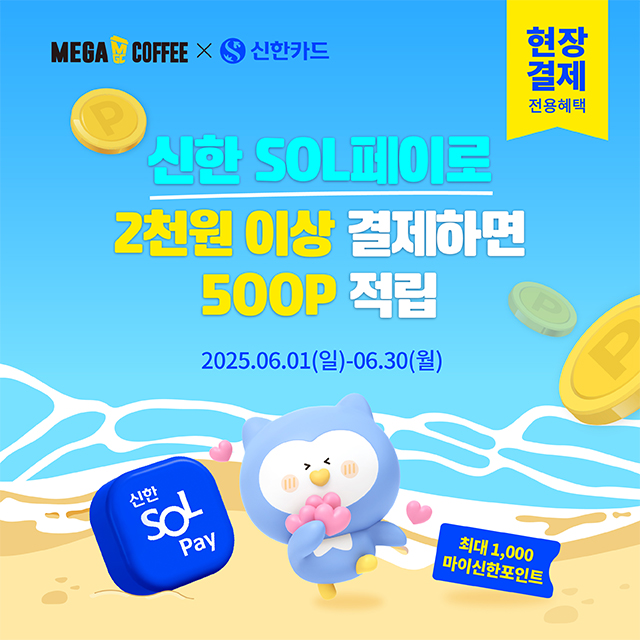 MEGA MGC COFFEE × S 신한카드
현장
결제
전용혜택
신한 SOL페이로
2천원 이상 결제하면
500P 적립
2025.06.01(일)-06.30(월)
P
P
P
신한
SOL
Pay
최대 1,000
마이신한포인트